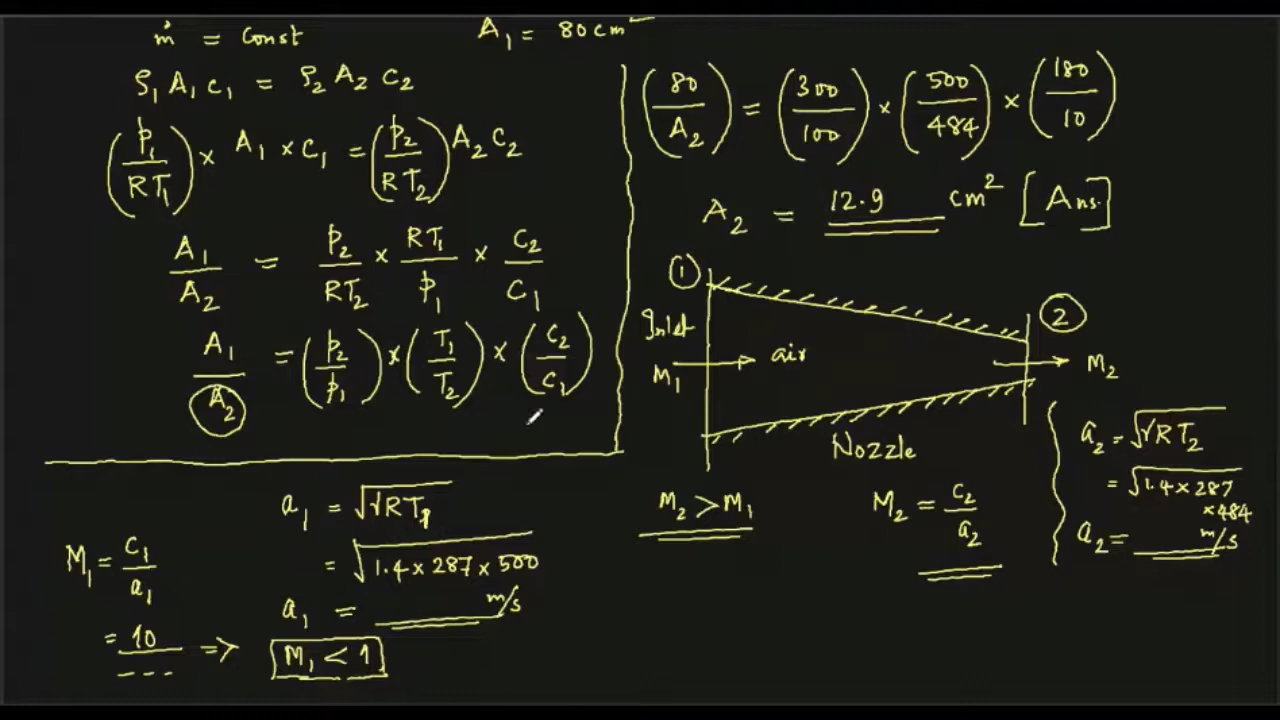 ṁ = Const
A₁ = 80 cm²
ρ₁ A₁ c₁ = ρ₂ A₂ C₂
(p₁/RT₁) × A₁ × C₁ = (p₂/RT₂) A₂ C₂
A₁/A₂ = p₂/RT₂ × RT₁/p₁ × C₂/C₁
A₁/A₂ = (p₂/p₁) × (T₁/T₂) × (C₂/C₁)
(80/A₂) = (300/100) × (500/484) × (180/10)
A₂ = 12.9 cm² [Ans.]
①
Inlet
M₁
air
②
M₂
Nozzle
M₂ > M₁
M₂ = C₂/a₂
a₂ = √γRT₂
= √1.4 × 287 × 484
a₂ = ____ m/s
a₁ = √γRT₁
= √1.4 × 287 × 500
a₁ = ____ m/s
M₁ = C₁/a₁
= 10/--- => M₁ < 1